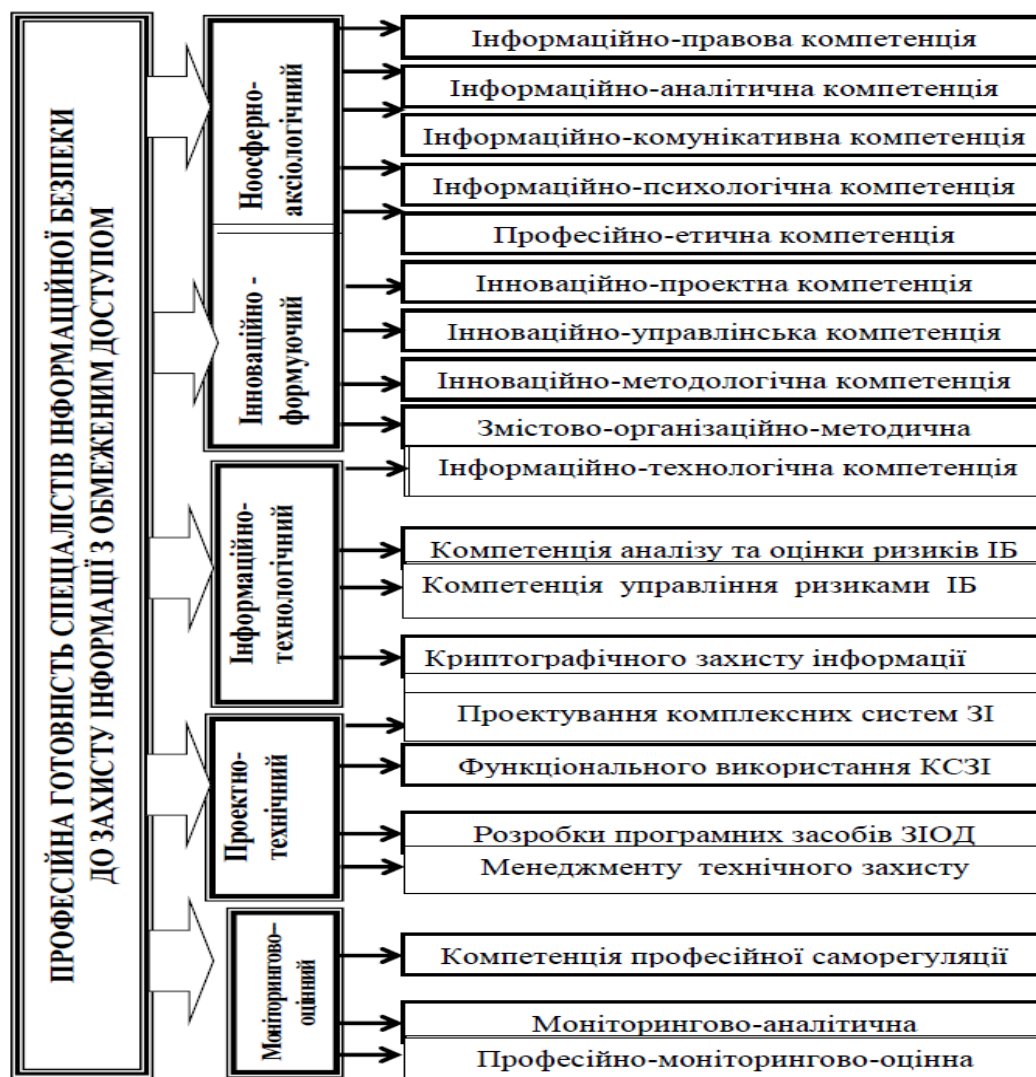 ПРОФЕСІЙНА ГОТОВНІСТЬ СПЕЦІАЛІСТІВ ІНФОРМАЦІЙНОЇ БЕЗПЕКИ
ДО ЗАХИСТУ ІНФОРМАЦІЇ З ОБМЕЖЕНИМ ДОСТУПОМ
Ноосферно-
аксіологічний
Інформаційно-правова компетенція
Інформаційно-аналітична компетенція
Інформаційно-комунікативна компетенція
Інформаційно-психологічна компетенція
Професійно-етична компетенція
Інноваційно -
формуючий
Інноваційно-проектна компетенція
Інноваційно-управлінська компетенція
Інноваційно-методологічна компетенція
Змістово-організаційно-методична
Інформаційно-
технологічний
Інформаційно-технологічна компетенція
Компетенція аналізу та оцінки ризиків ІБ
Компетенція управління ризиками ІБ
Криптографічного захисту інформації
Проектно-
технічний
Проектування комплексних систем ЗІ
Функціонального використання КСЗІ
Розробки програмних засобів ЗІОД
Менеджменту технічного захисту
Моніторингово–
оцінний
Компетенція професійної саморегуляції
Моніторингово-аналітична
Професійно-моніторингово-оцінна